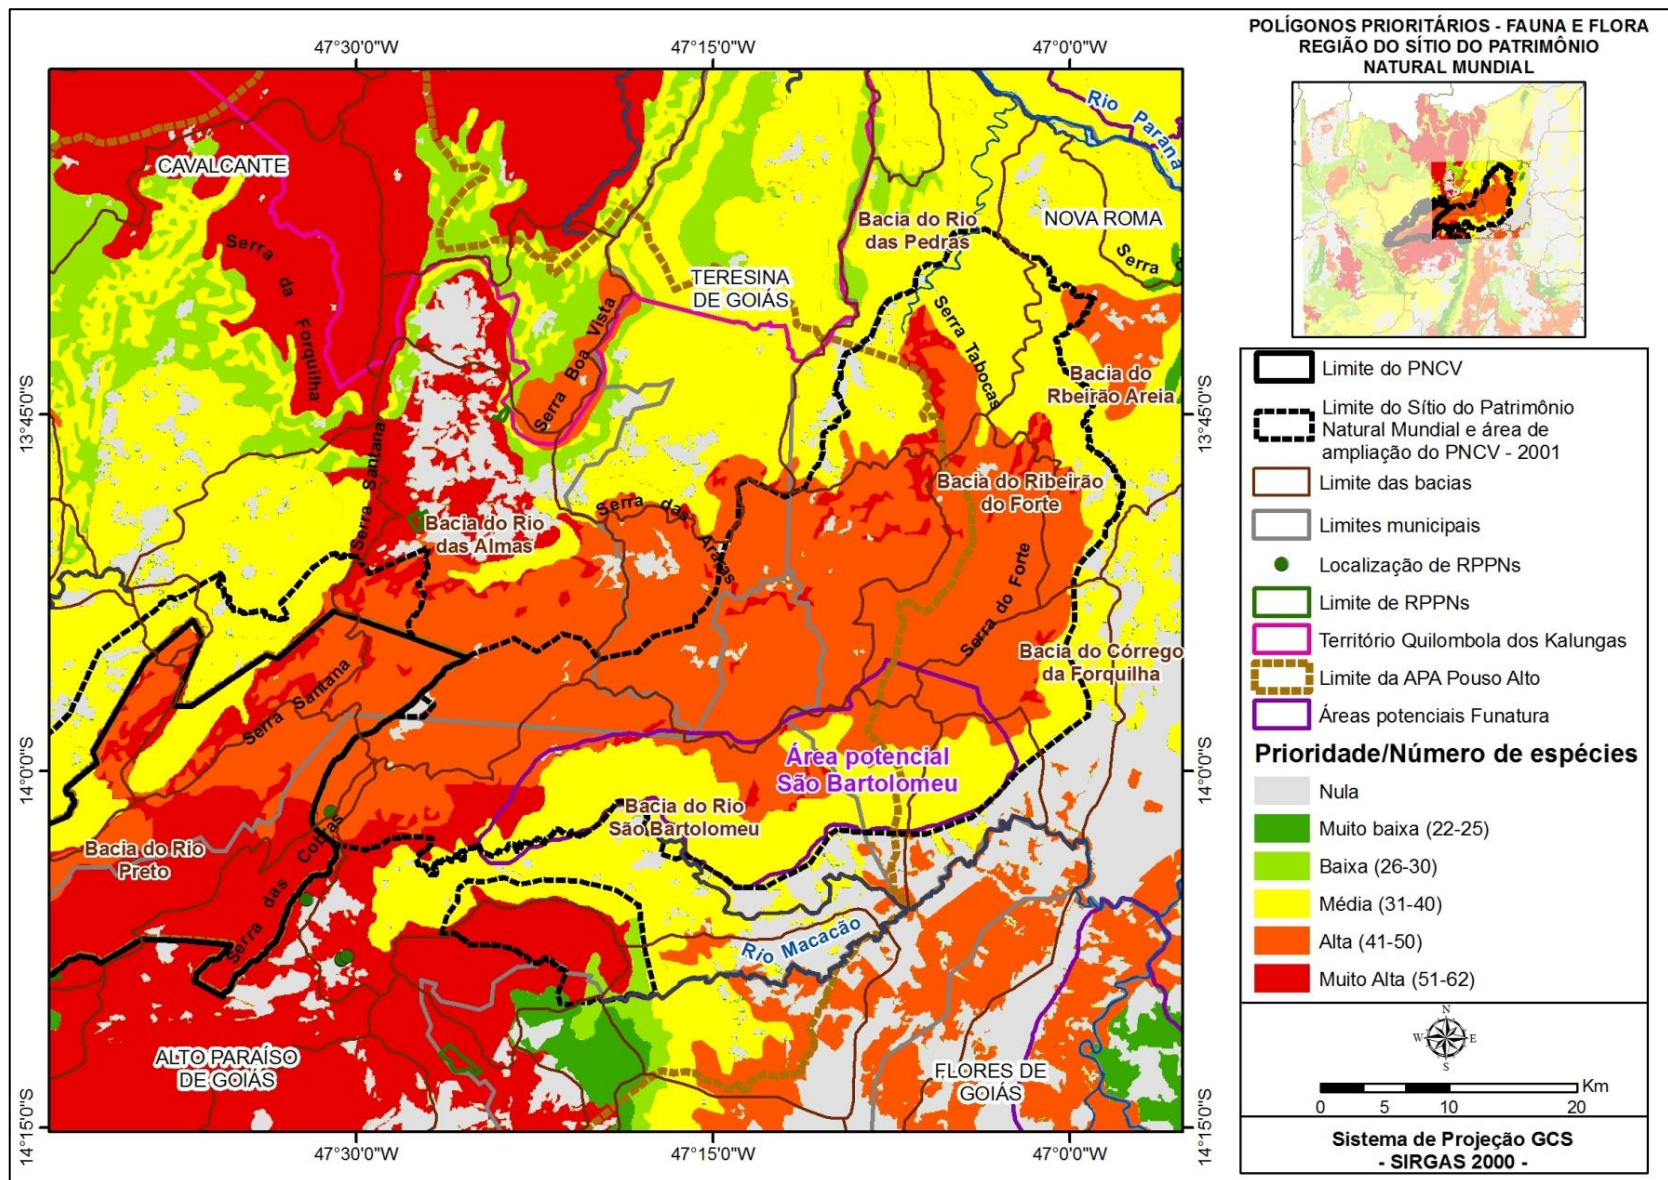 47°30'0"W
47°15'0"W
47°0'0"W
CAVALCANTE
Serra da Forquilha
Rio Paraná
Bacia do Rio
das Pedras
NOVA ROMA
Serra
TERESINA
DE GOIÁS
Serra Boa Vista
Serra Tabocas
Bacia do
Rbeirão Areia
13°45'0"S
13°45'0"S
Serra Santana
Bacia do Rio
das Almas
Serra das Araras
Bacia do Ribeirão
do Forte
Serra do Forte
Bacia do Córrego
da Forquilha
Serra Santana
Área potencial
São Bartolomeu
14°0'0"S
14°0'0"S
Bacia do Rio
São Bartolomeu
Bacia do Rio
Preto
Serra das Cobras
Rio Macacão
ALTO PARAÍSO
DE GOIÁS
FLORES DE
GOIÁS
14°15'0"S
14°15'0"S
47°30'0"W
47°15'0"W
47°0'0"W
POLÍGONOS PRIORITÁRIOS - FAUNA E FLORA
REGIÃO DO SÍTIO DO PATRIMÔNIO
NATURAL MUNDIAL
Limite do PNCV
Limite do Sítio do Patrimônio
Natural Mundial e área de
ampliação do PNCV - 2001
Limite das bacias
Limites municipais
Localização de RPPNs
Limite de RPPNs
Território Quilombola dos Kalungas
Limite da APA Pouso Alto
Áreas potenciais Funatura
Prioridade/Número de espécies
Nula
Muito baixa (22-25)
Baixa (26-30)
Média (31-40)
Alta (41-50)
Muito Alta (51-62)
N
W
E
S
Km
0 5 10 20
Sistema de Projeção GCS
- SIRGAS 2000 -